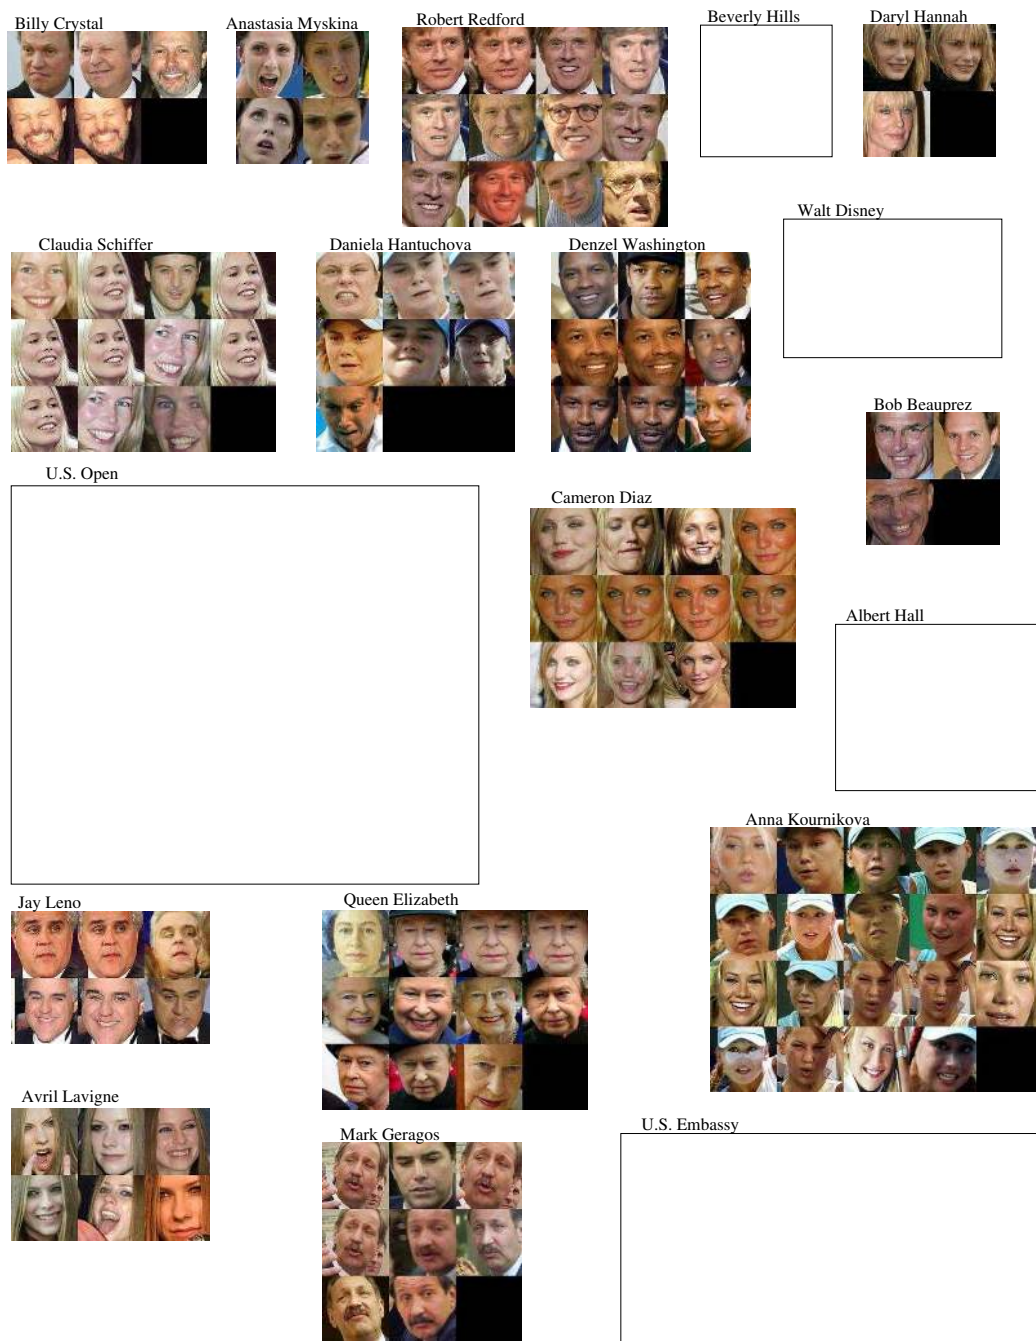 Billy Crystal
Anastasia Myskina
Robert Redford
Beverly Hills
Daryl Hannah
Walt Disney
Claudia Schiffer
Daniela Hantuchova
Denzel Washington
Bob Beauprez
U.S. Open
Cameron Diaz
Albert Hall
Anna Kournikova
Jay Leno
Queen Elizabeth
Avril Lavigne
Mark Geragos
U.S. Embassy